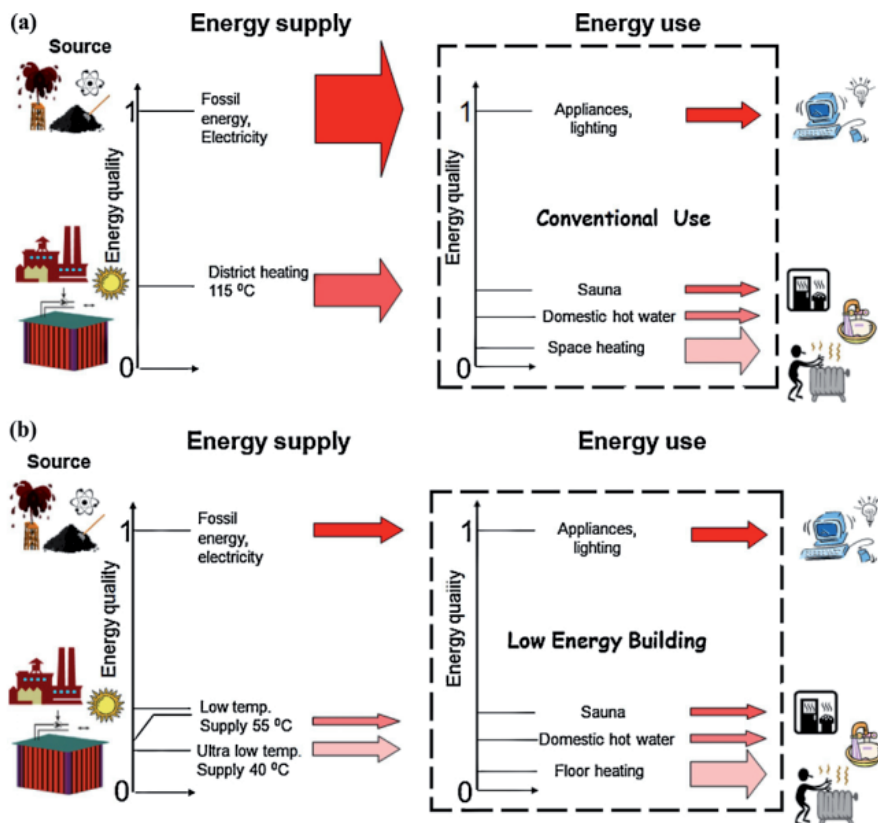 (a)
Energy supply
Energy use
Source
1
Fossil
energy,
Electricity
Energy quality
District heating
115 ⁰C
0
1
Appliances,
lighting
Energy quality
Conventional Use
Sauna
Domestic hot water
Space heating
0
(b)
Energy supply
Energy use
Source
1
Fossil
energy,
electricity
Energy quality
Low temp.
Supply 55 ⁰C
Ultra low temp.
Supply 40 ⁰C
0
1
Appliances,
lighting
Energy quality
Low Energy Building
Sauna
Domestic hot water
Floor heating
0